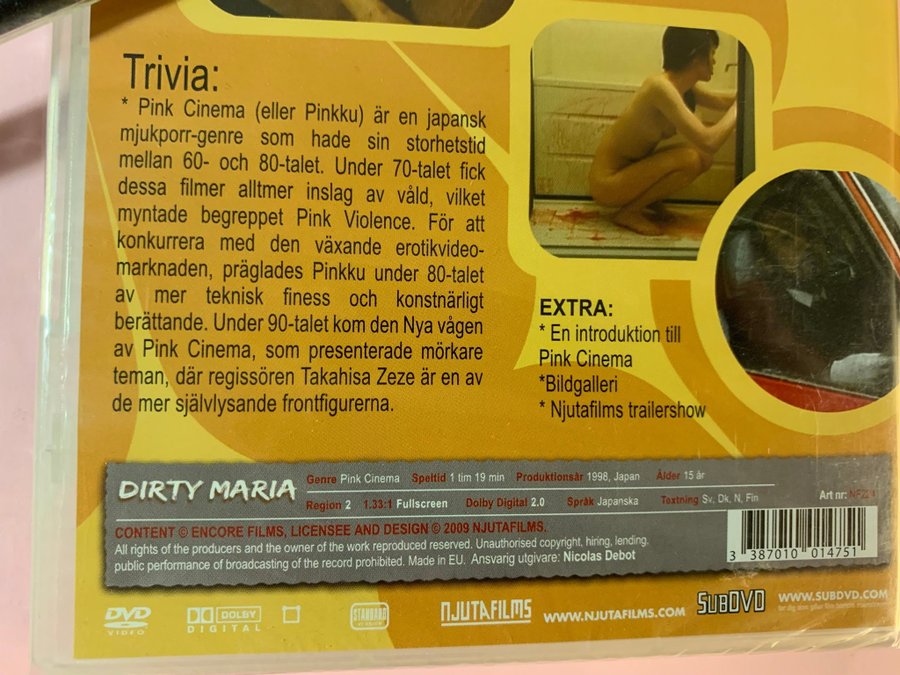 Trivia:
* Pink Cinema (eller Pinkku) är en japansk
mjukporr-genre som hade sin storhetstid
mellan 60- och 80-talet. Under 70-talet fick
dessa filmer alltmer inslag av våld, vilket
myntade begreppet Pink Violence. För att
konkurrera med den växande erotikvideo-
marknaden, präglades Pinkku under 80-talet
av mer teknisk finess och konstnärligt
berättande. Under 90-talet kom den Nya vågen
av Pink Cinema, som presenterade mörkare
teman, där regissören Takahisa Zeze är en av
de mer självlysande frontfigurerna.
EXTRA:
* En introduktion till
Pink Cinema
*Bildgalleri
* Njutafilms trailershow
DIRTY MARIA
Genre Pink Cinema Speltid 1 tim 19 min Produktionsår 1998, Japan Ålder 15 år
Region 2 1.33:1 Fullscreen Dolby Digital 2.0 Språk Japanska Textning Sv, Dk, N, Fin
Art nr:
CONTENT © ENCORE FILMS, LICENSEE AND DESIGN © 2009 NJUTAFILMS.
All rights of the producers and the owner of the work reproduced reserved. Unauthorised copyright, hiring, lending,
public performance of broadcasting of the record prohibited. Made in EU. Ansvarig utgivare: Nicolas Debot
3 387010 014751
DVD
VIDEO
DOLBY
DIGITAL
STANDARD
NJUTAFILMS
WWW.NJUTAFILMS.COM
SUBDVD
WWW.SUBDVD.COM